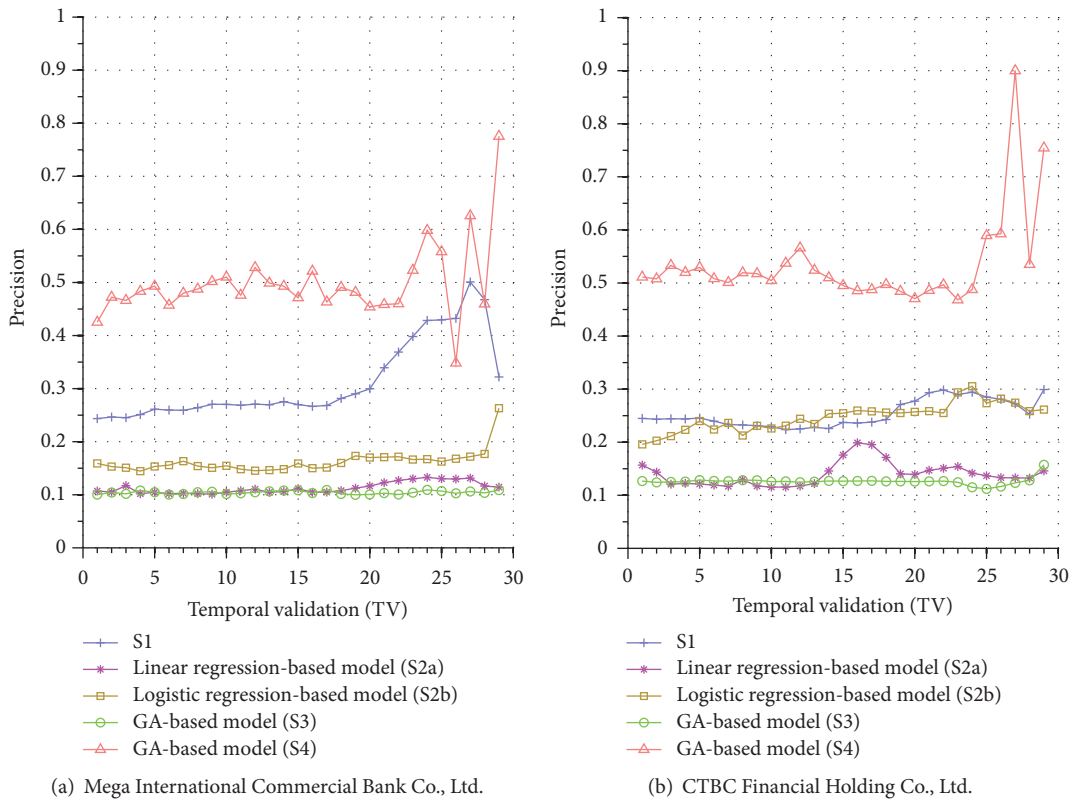 1
0.9
0.8
0.7
0.6
0.5
0.4
0.3
0.2
0.1
0
Precision
0 5 10 15 20 25 30
Temporal validation (TV)
S1
Linear regression-based model (S2a)
Logistic regression-based model (S2b)
GA-based model (S3)
GA-based model (S4)
(a) Mega International Commercial Bank Co., Ltd.
1
0.9
0.8
0.7
0.6
0.5
0.4
0.3
0.2
0.1
0
Precision
0 5 10 15 20 25 30
Temporal validation (TV)
S1
Linear regression-based model (S2a)
Logistic regression-based model (S2b)
GA-based model (S3)
GA-based model (S4)
(b) CTBC Financial Holding Co., Ltd.